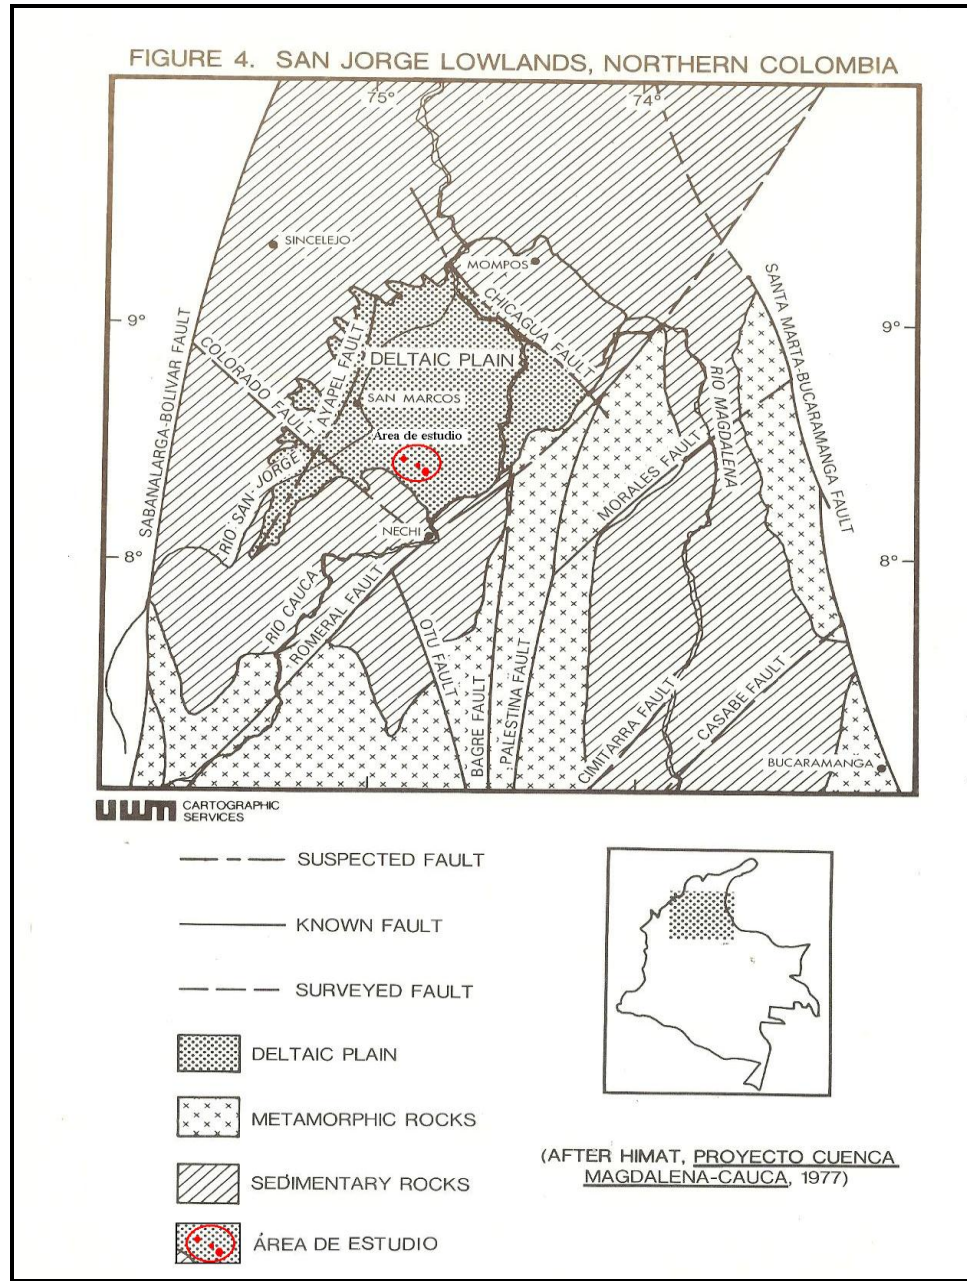 FIGURE 4. SAN JORGE LOWLANDS, NORTHERN COLOMBIA
75°
74°
SINCELEJO
MOMPOS
SABANALARGA-BOLIVAR FAULT
SANTA MARTA-BUCARAMANGA FAULT
9°
9°
COLORADO FAULT
AYAPEL FAULT
CHICAGUA FAULT
DELTAIC PLAIN
SAN MARCOS
RIO MAGDALENA
Área de estudio
RIO SAN JORGE
MORALES FAULT
NECHI
8°
8°
RIO CAUCA
ROMERAL FAULT
OTU FAULT
BAGRE FAULT
PALESTINA FAULT
CIMITARRA FAULT
CASABE FAULT
BUCARAMANGA
uwm CARTOGRAPHIC
SERVICES
SUSPECTED FAULT
KNOWN FAULT
SURVEYED FAULT
DELTAIC PLAIN
METAMORPHIC ROCKS
SEDIMENTARY ROCKS
ÁREA DE ESTUDIO
(AFTER HIMAT, PROYECTO CUENCA
MAGDALENA-CAUCA, 1977)